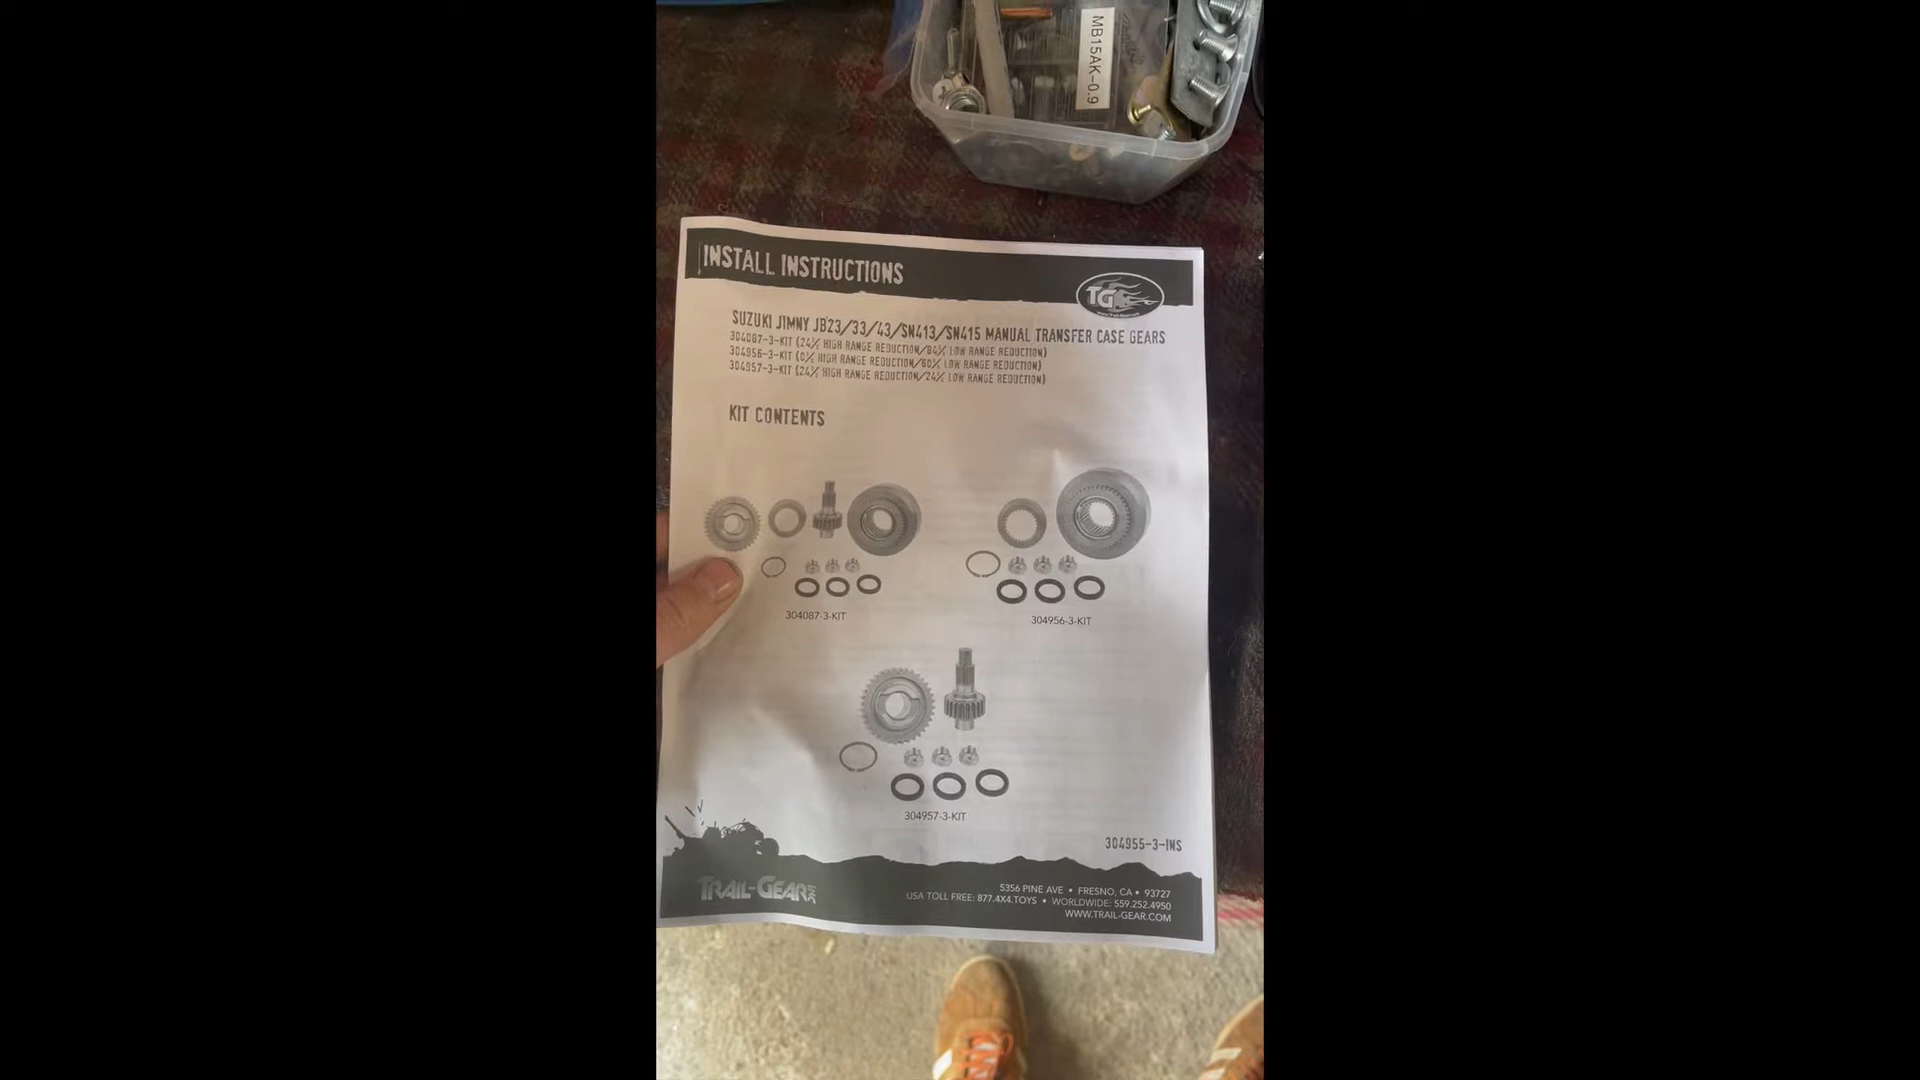 MB15AK-0.9
INSTALL INSTRUCTIONS
TG
SUZUKI JIMNY JB23/33/43/SN413/SN415 MANUAL TRANSFER CASE GEARS
304087-3-KIT (24% HIGH RANGE REDUCTION/84% LOW RANGE REDUCTION)
304956-3-KIT (0% HIGH RANGE REDUCTION/60% LOW RANGE REDUCTION)
304957-3-KIT (24% HIGH RANGE REDUCTION/24% LOW RANGE REDUCTION)
KIT CONTENTS
304087-3-KIT
304956-3-KIT
304957-3-KIT
304955-3-INS
TRAIL-GEAR INC
5356 PINE AVE • FRESNO, CA • 93727
USA TOLL FREE: 877.4X4.TOYS • WORLDWIDE: 559.252.4950
WWW.TRAIL-GEAR.COM